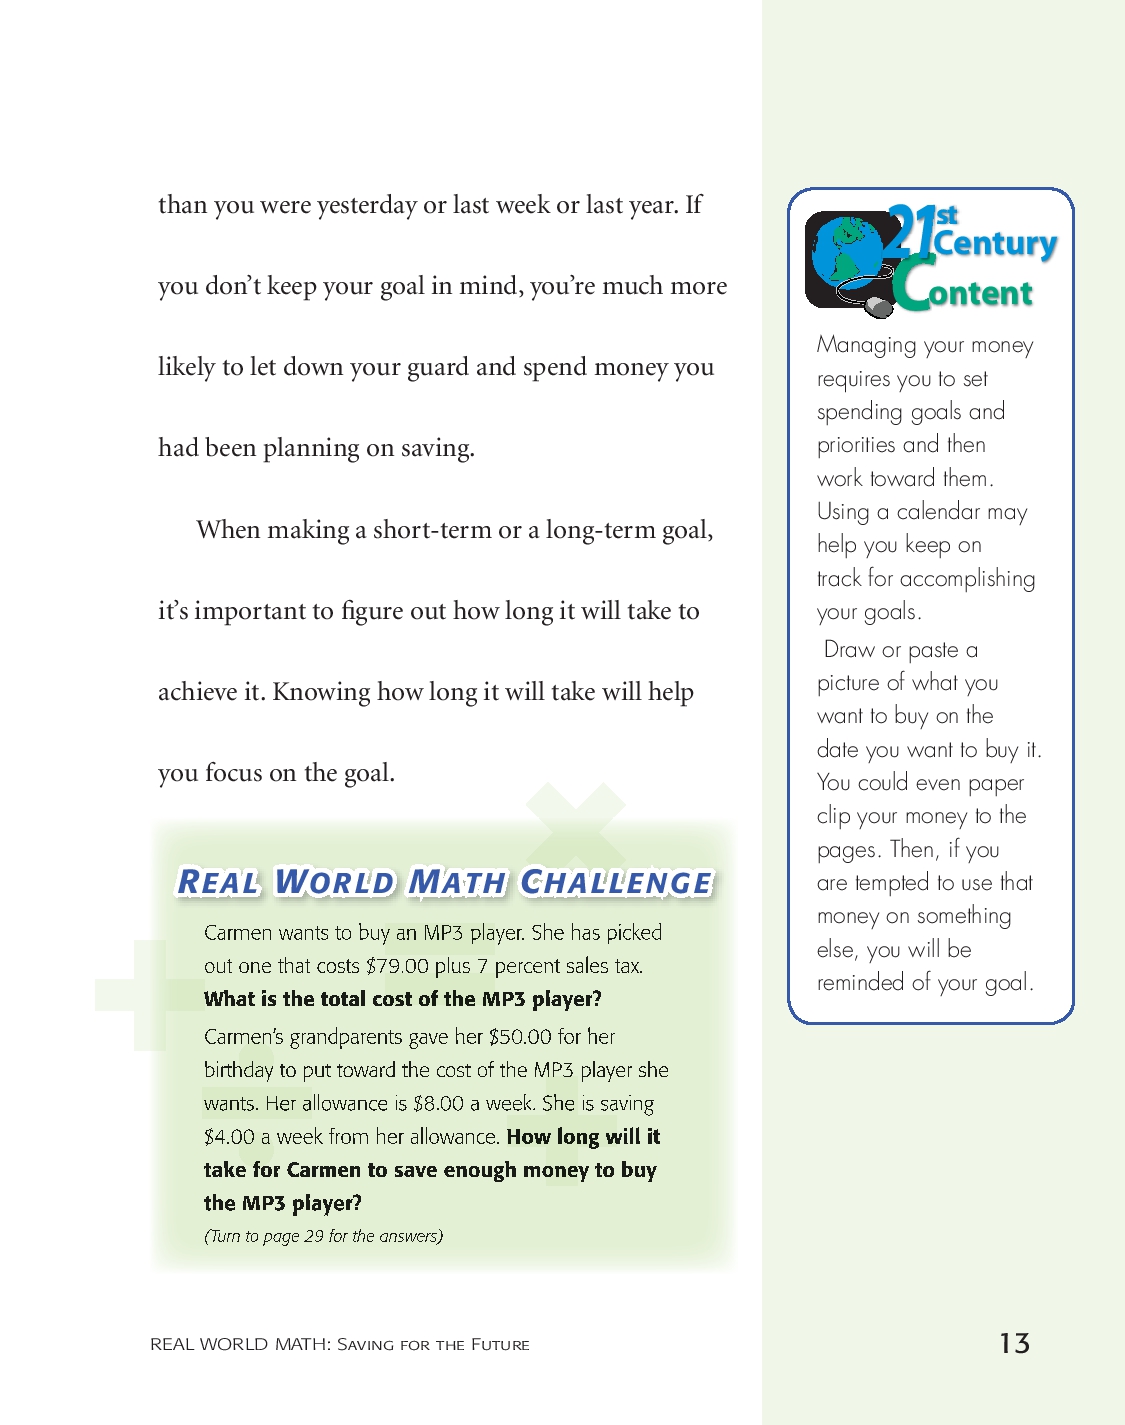 than you were yesterday or last week or last year. If
you don’t keep your goal in mind, you’re much more
likely to let down your guard and spend money you
had been planning on saving.
When making a short-term or a long-term goal,
it’s important to figure out how long it will take to
achieve it. Knowing how long it will take will help
you focus on the goal.
REAL WORLD MATH CHALLENGE
Carmen wants to buy an MP3 player. She has picked
out one that costs $79.00 plus 7 percent sales tax.
What is the total cost of the MP3 player?
Carmen’s grandparents gave her $50.00 for her
birthday to put toward the cost of the MP3 player she
wants. Her allowance is $8.00 a week. She is saving
$4.00 a week from her allowance. How long will it
take for Carmen to save enough money to buy
the MP3 player?
(Turn to page 29 for the answers)
21st
Century
Content
Managing your money
requires you to set
spending goals and
priorities and then
work toward them.
Using a calendar may
help you keep on
track for accomplishing
your goals.
Draw or paste a
picture of what you
want to buy on the
date you want to buy it.
You could even paper
clip your money to the
pages. Then, if you
are tempted to use that
money on something
else, you will be
reminded of your goal.
REAL WORLD MATH: SAVING FOR THE FUTURE
13